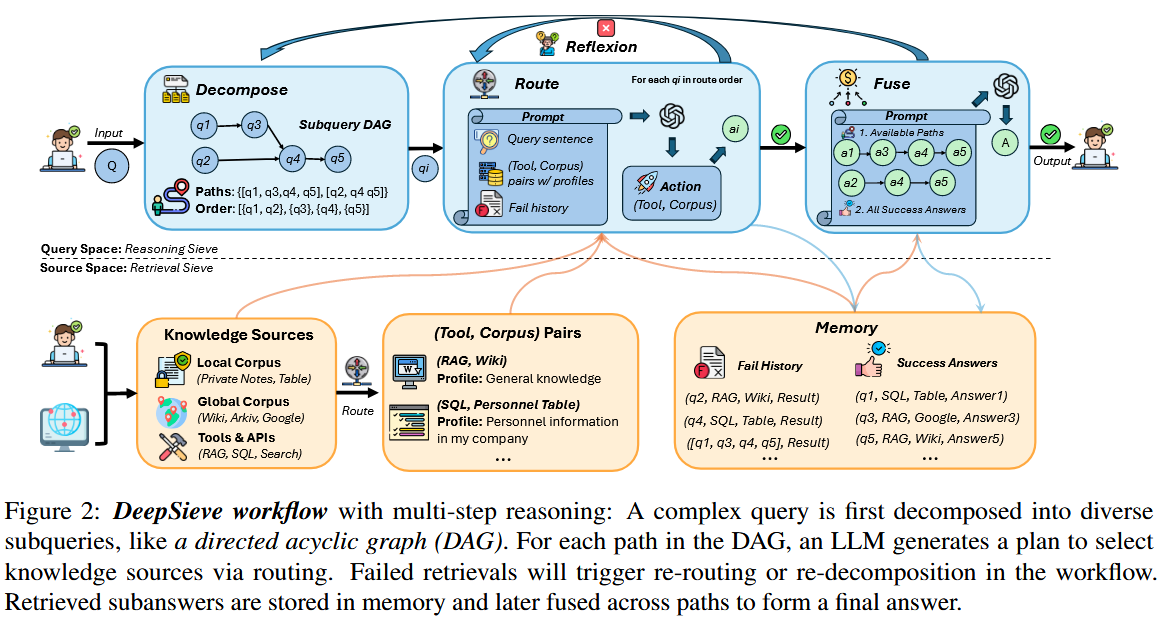 Reflexion
Decompose
q1
q3
Subquery DAG
q2
q4
q5
Paths: {[q1, q3,q4, q5], [q2, q4 q5]}
Order: [{q1, q2},{q3}, {q4}, {q5}]
Input
Q
qi
Route
For each qi in route order
Prompt
Query sentence
(Tool, Corpus)
pairs w/ profiles
Fail history
ai
Action
(Tool, Corpus)
Fuse
Prompt
1. Available Paths
a1
a3
a4
a5
a2
a4
a5
2. All Success Answers
A
Output
Query Space: Reasoning Sieve
Source Space: Retrieval Sieve
Knowledge Sources
Local Corpus
(Private Notes, Table)
Global Corpus
(Wiki, Arkiv, Google)
Tools & APIs
(RAG, SQL, Search)
Route
(Tool, Corpus) Pairs
W
(RAG, Wiki)
Profile: General knowledge
(SQL, Personnel Table)
Profile: Personnel information
in my company
...
Memory
F
Fail History
(q2, RAG, Wiki, Result)
(q4, SQL, Table, Result)
([q1, q3, q4, q5], Result)
...
Success Answers
(q1, SQL, Table, Answer1)
(q3, RAG, Google, Answer3)
(q5, RAG, Wiki, Answer5)
...
Figure 2: DeepSieve workflow with multi-step reasoning: A complex query is first decomposed into diverse
subqueries, like a directed acyclic graph (DAG). For each path in the DAG, an LLM generates a plan to select
knowledge sources via routing. Failed retrievals will trigger re-routing or re-decomposition in the workflow.
Retrieved subanswers are stored in memory and later fused across paths to form a final answer.